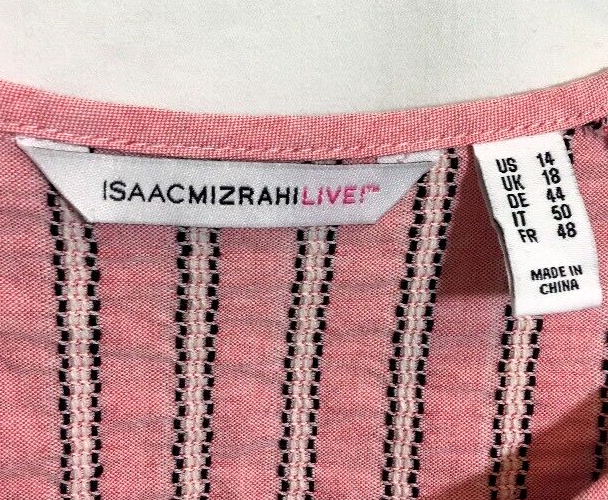 ISAACMIZRAHILIVE!™
US 14
UK 18
DE 44
IT 50
FR 48
MADE IN
CHINA